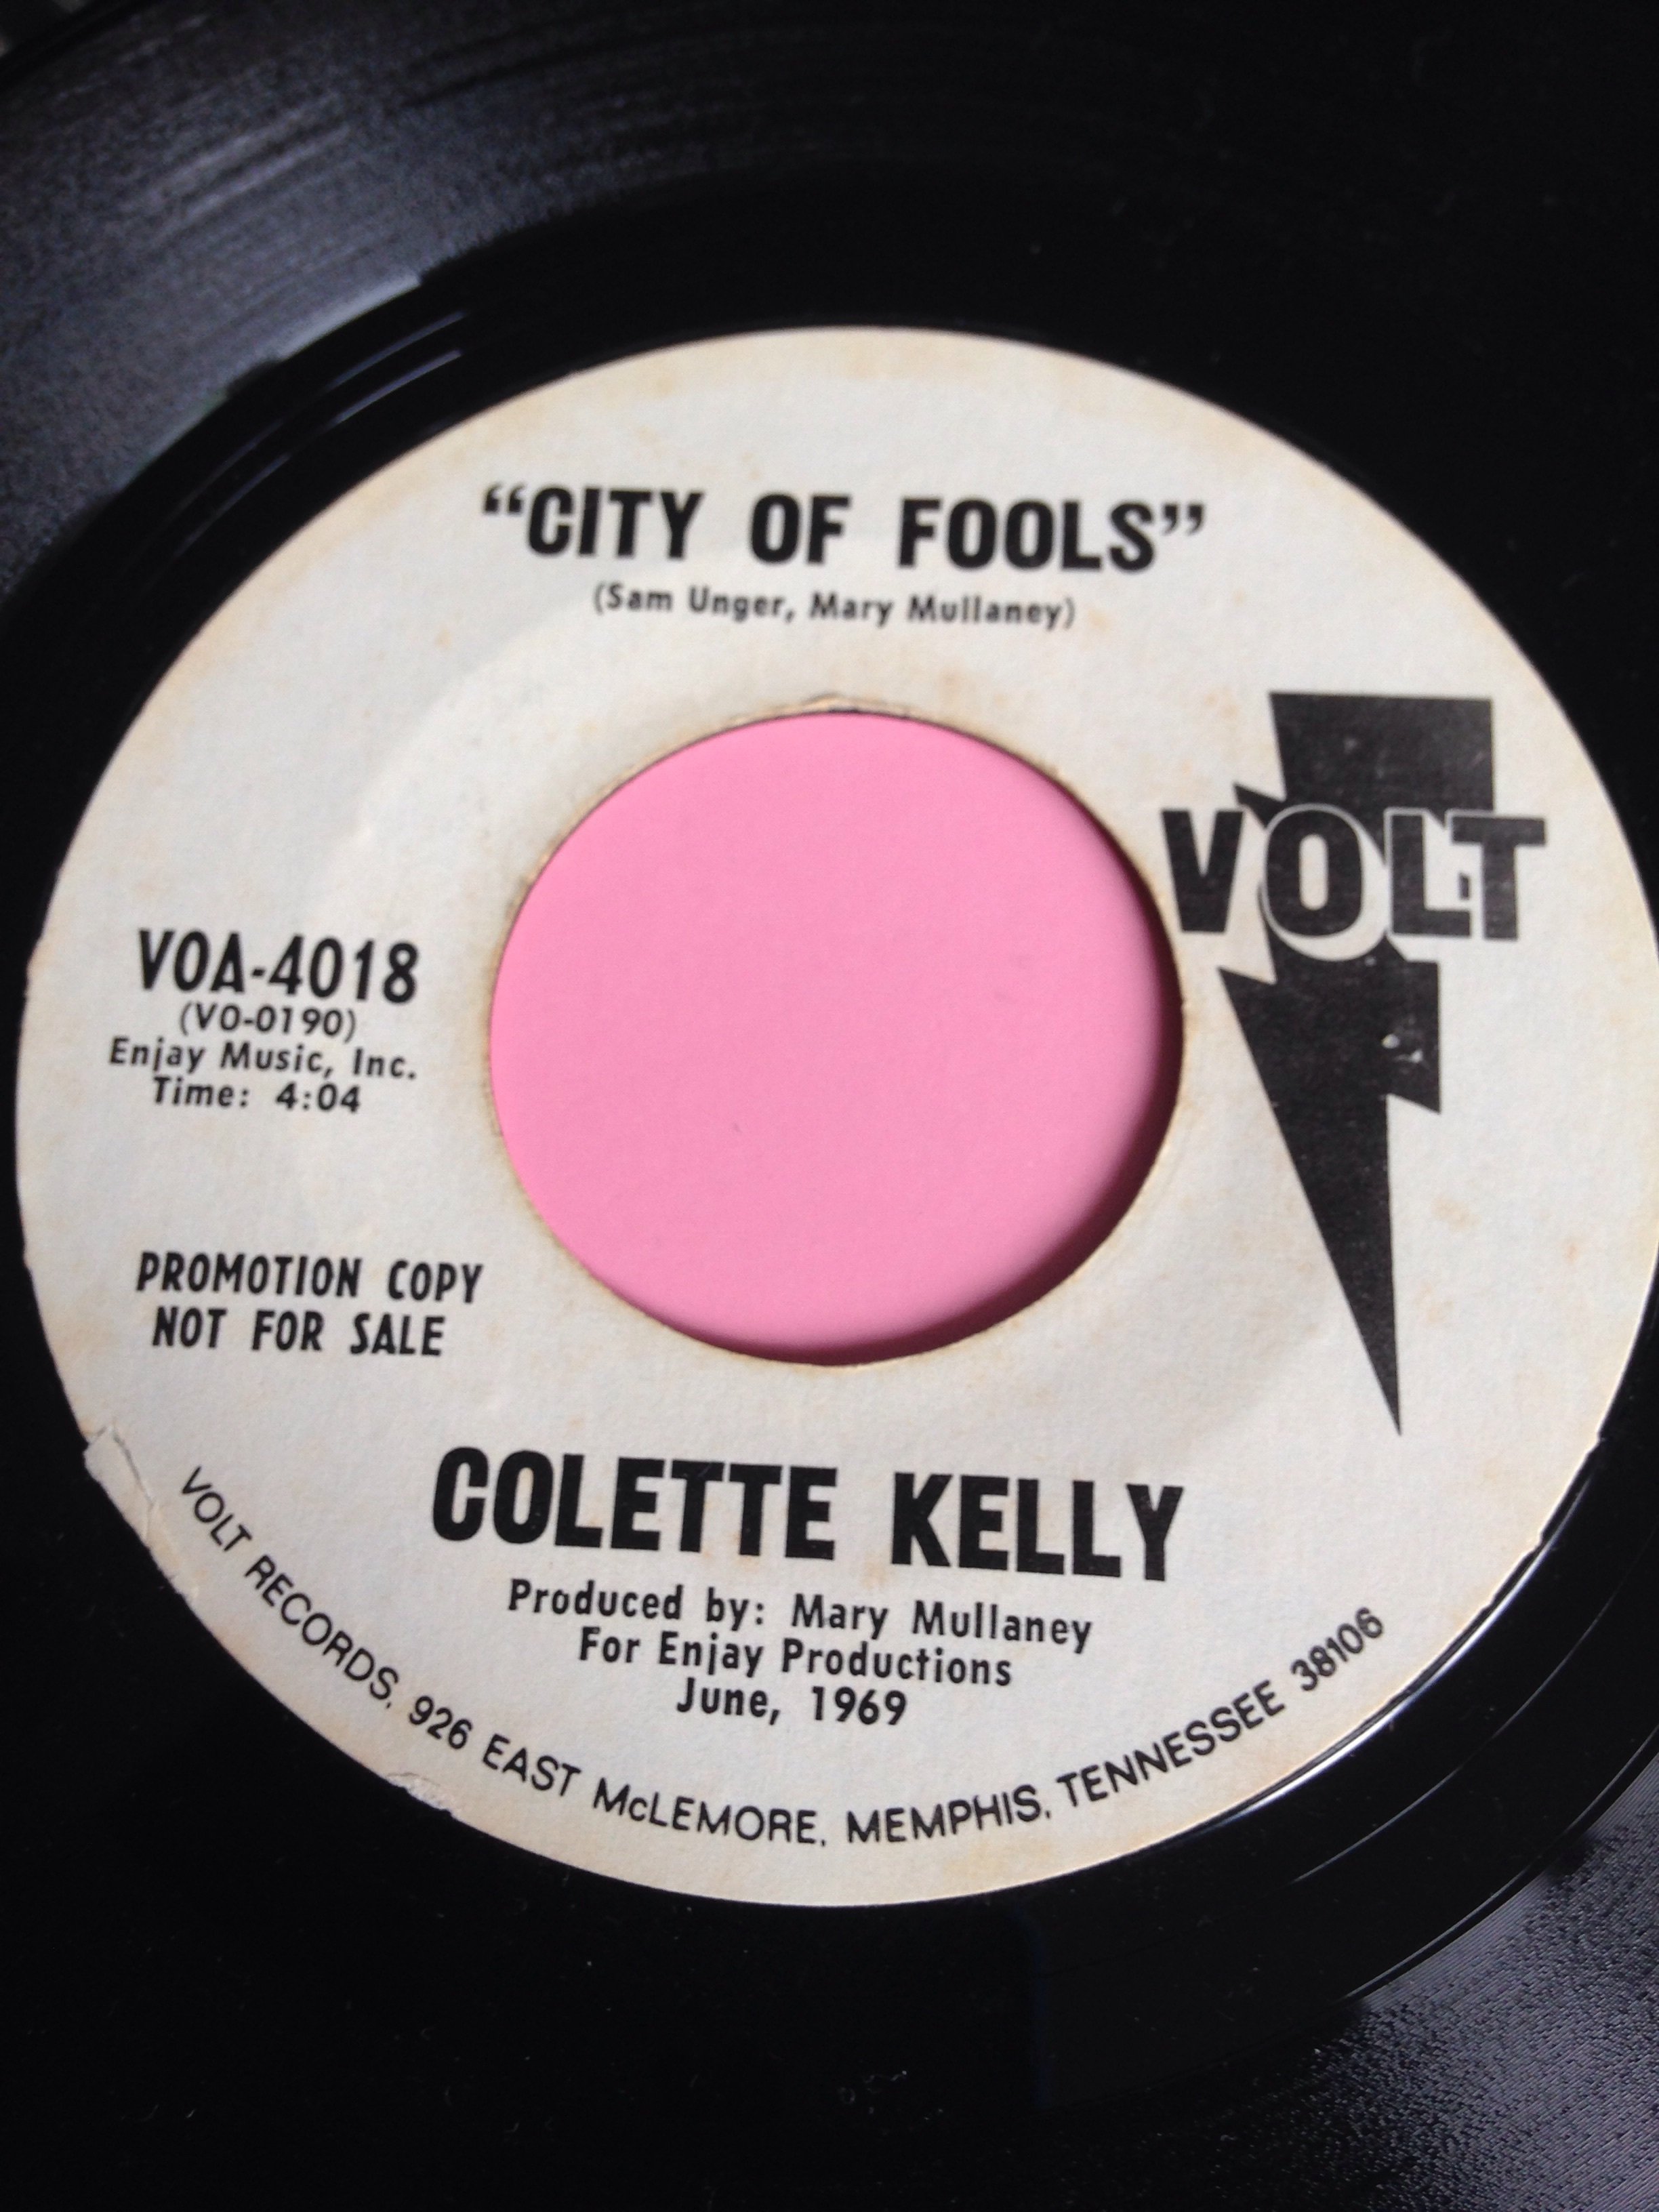 “CITY OF FOOLS”
(Sam Unger, Mary Mullaney)
VOLT
VOA-4018
(VO-0190)
Enjay Music, Inc.
Time: 4:04
PROMOTION COPY
NOT FOR SALE
COLETTE KELLY
Produced by: Mary Mullaney
For Enjay Productions
June, 1969
VOLT RECORDS, 926 EAST McLEMORE, MEMPHIS, TENNESSEE 38106